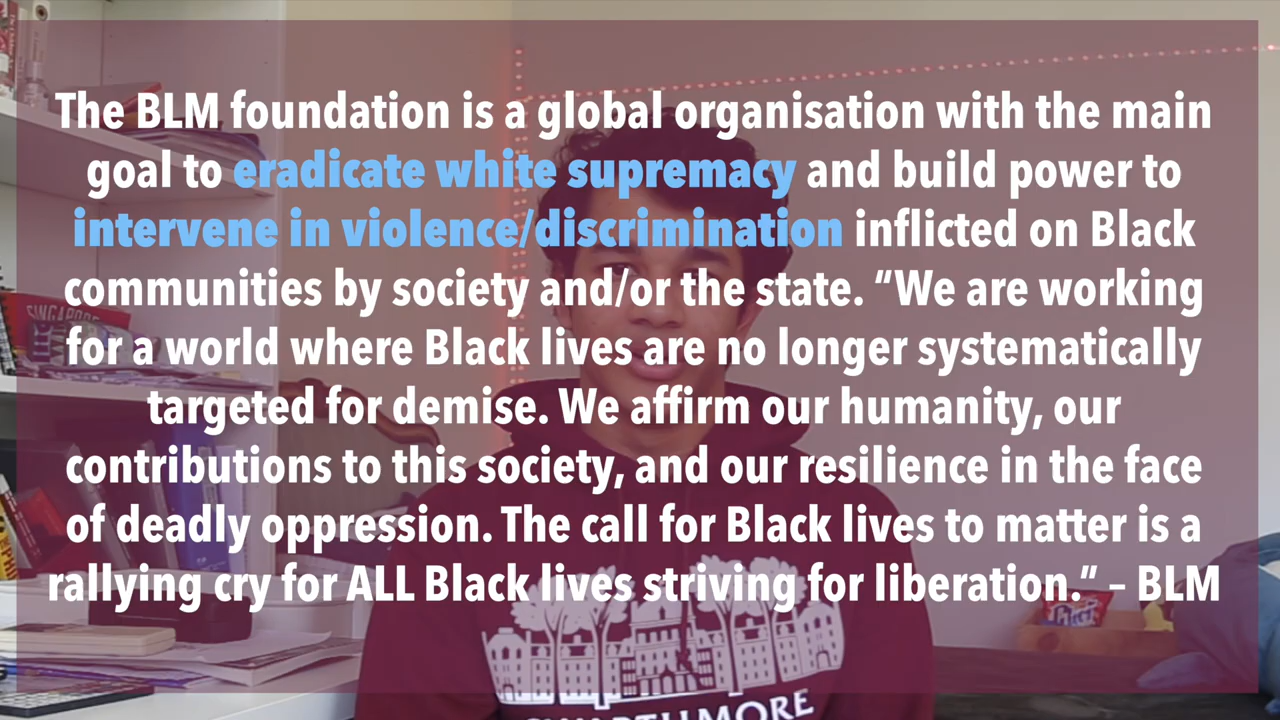 The BLM foundation is a global organisation with the main
goal to eradicate white supremacy and build power to
intervene in violence/discrimination inflicted on Black
communities by society and/or the state. “We are working
for a world where Black lives are no longer systematically
targeted for demise. We affirm our humanity, our
contributions to this society, and our resilience in the face
of deadly oppression. The call for Black lives to matter is a
rallying cry for ALL Black lives striving for liberation.” – BLM
SINGAPORE
SWARTHMORE